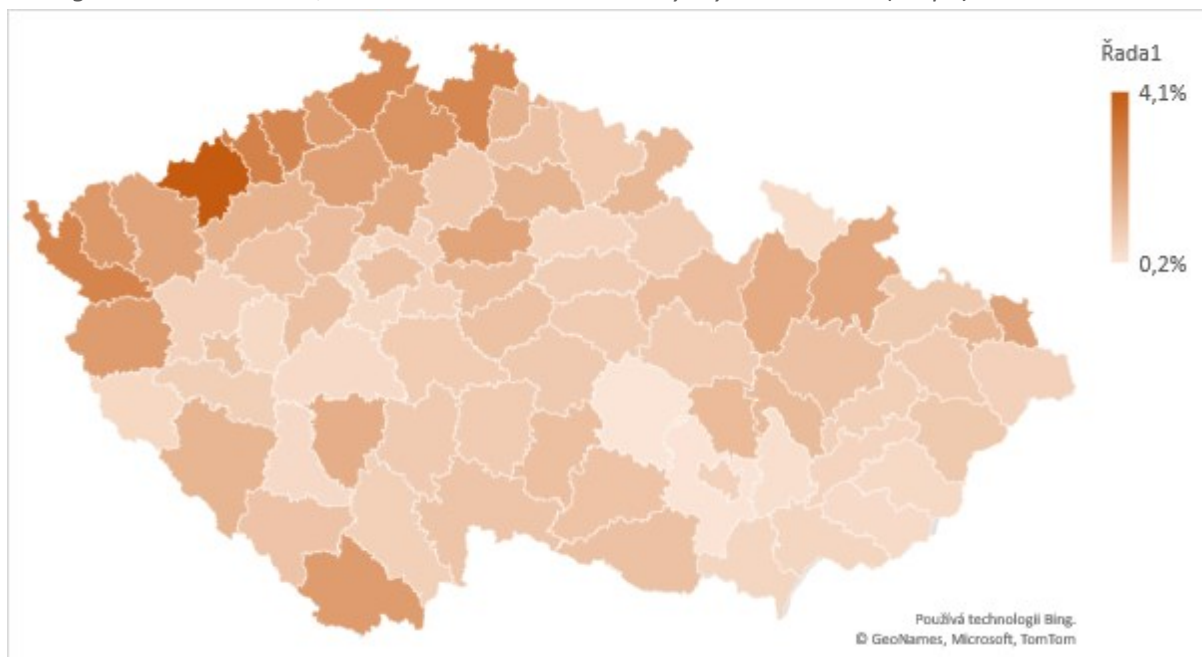 Řada1
4,1%
0,2%
Používá technologii Bing.
© GeoNames, Microsoft, TomTom